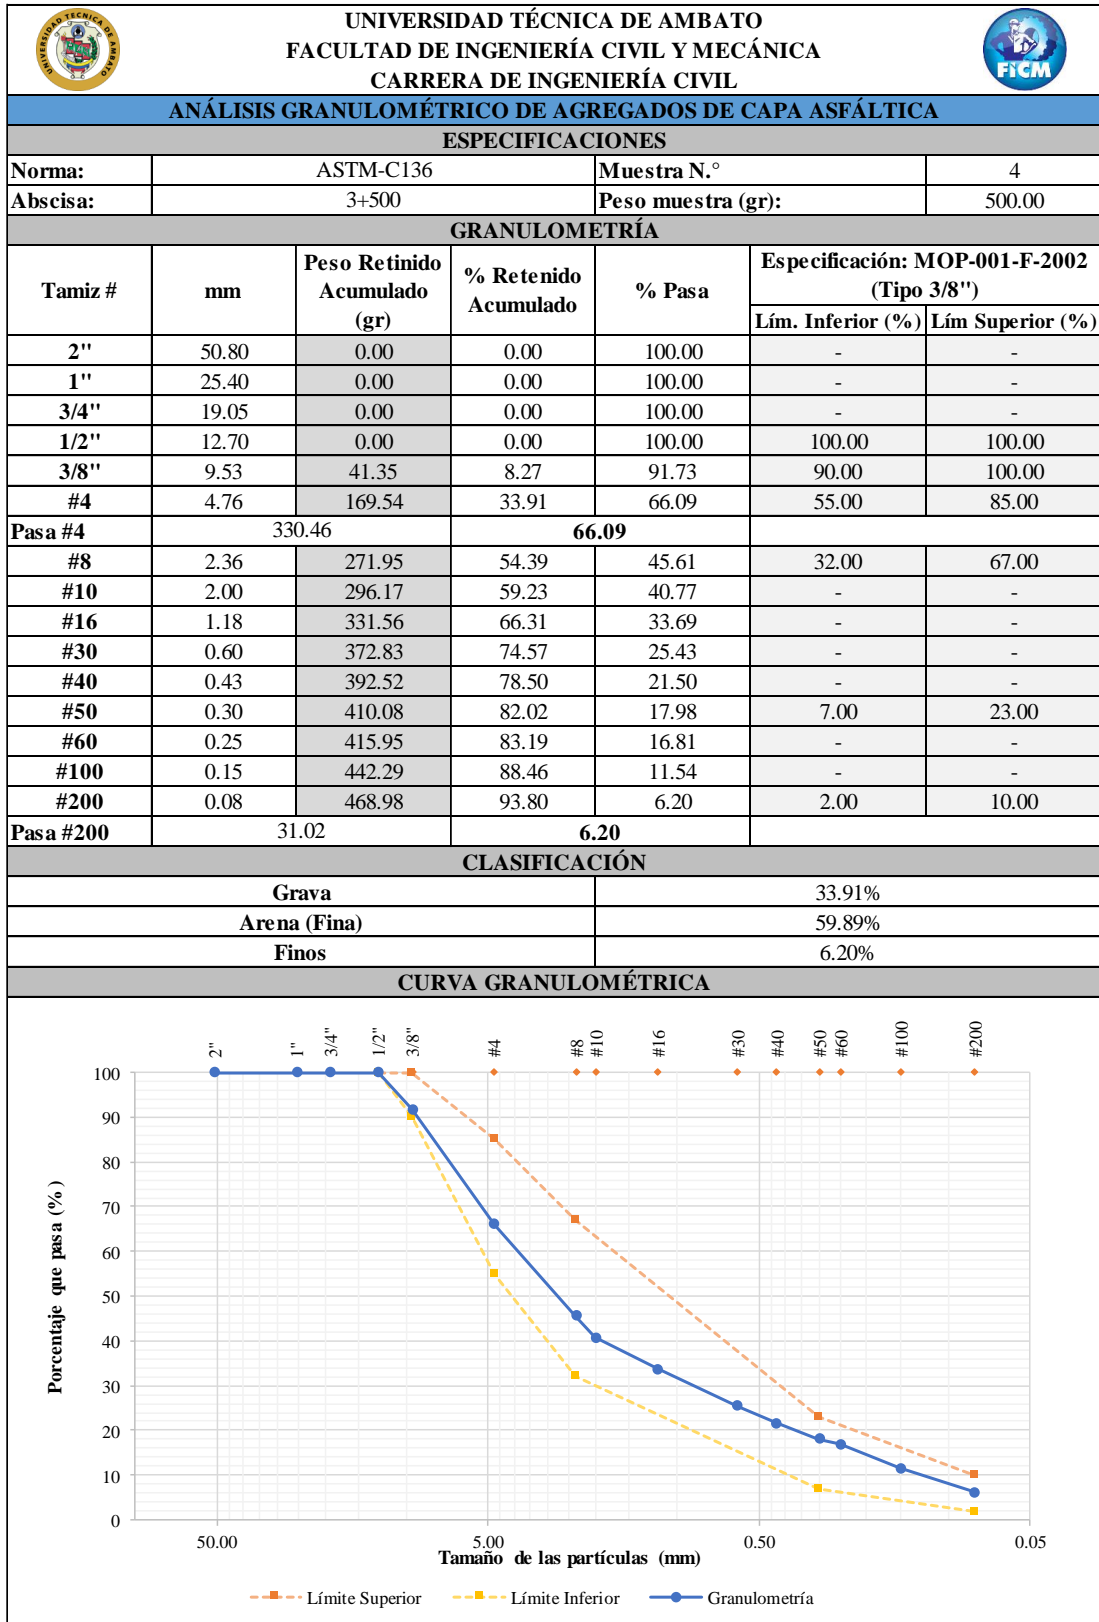 UNIVERSIDAD TÉCNICA DE AMBATO
FACULTAD DE INGENIERÍA CIVIL Y MECÁNICA
CARRERA DE INGENIERÍA CIVIL
UNIVERSIDAD TECNICA DE AMBATO
FICM
ANÁLISIS GRANULOMÉTRICO DE AGREGADOS DE CAPA ASFÁLTICA
ESPECIFICACIONES
Norma: ASTM-C136 Muestra N.° 4
Abscisa: 3+500 Peso muestra (gr): 500.00
GRANULOMETRÍA
Tamiz # mm Peso Retinido Acumulado (gr) % Retenido Acumulado % Pasa Especificación: MOP-001-F-2002 (Tipo 3/8")
Lím. Inferior (%) Lím Superior (%)
2" 50.80 0.00 0.00 100.00 - -
1" 25.40 0.00 0.00 100.00 - -
3/4" 19.05 0.00 0.00 100.00 - -
1/2" 12.70 0.00 0.00 100.00 100.00 100.00
3/8" 9.53 41.35 8.27 91.73 90.00 100.00
#4 4.76 169.54 33.91 66.09 55.00 85.00
Pasa #4 330.46 66.09
#8 2.36 271.95 54.39 45.61 32.00 67.00
#10 2.00 296.17 59.23 40.77 - -
#16 1.18 331.56 66.31 33.69 - -
#30 0.60 372.83 74.57 25.43 - -
#40 0.43 392.52 78.50 21.50 - -
#50 0.30 410.08 82.02 17.98 7.00 23.00
#60 0.25 415.95 83.19 16.81 - -
#100 0.15 442.29 88.46 11.54 - -
#200 0.08 468.98 93.80 6.20 2.00 10.00
Pasa #200 31.02 6.20
CLASIFICACIÓN
Grava 33.91%
Arena (Fina) 59.89%
Finos 6.20%
CURVA GRANULOMÉTRICA
2" 1" 3/4" 1/2" 3/8" #4 #8 #10 #16 #30 #40 #50 #60 #100 #200
100
90
80
70
60
50
40
30
20
10
0
Porcentaje que pasa (%)
50.00 5.00 0.50 0.05
Tamaño de las partículas (mm)
Límite Superior Límite Inferior Granulometría